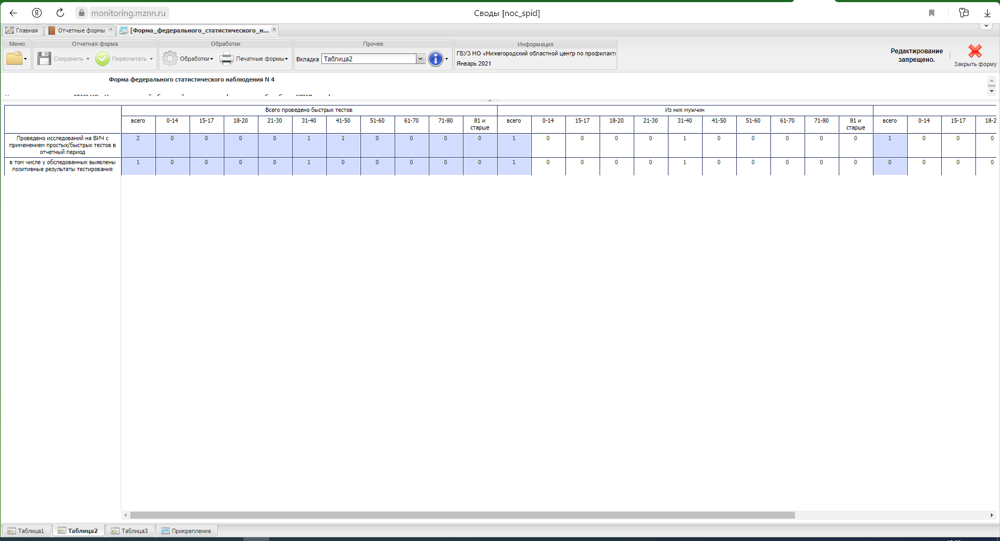 monitoring.mznn.ru
Своды [noc_spid]
Главная
Отчетные формы
[Форма_федерального_статистического_н...
Меню
Отчетная форма
Обработки
Прочее
Информация
Сохранить
Пересчитать
Обработки
Печатные формы
Вкладка
Таблица2
ГБУЗ НО «Нижегородский областной центр по профилакт
Январь 2021
Редактирование
запрещено.
Закрыть форму
Форма федерального статистического наблюдения N 4
Всего проведено быстрых тестов
Из них мужчин
всего 0-14 15-17 18-20 21-30 31-40 41-50 51-60 61-70 71-80 81 и старше всего 0-14 15-17 18-20 21-30 31-40 41-50 51-60 61-70 71-80 81 и старше всего 0-14 15-17 18-2
Проведено исследований на ВИЧ с
применением простых/быстрых тестов в
отчетный период
2 0 0 0 0 1 1 0 0 0 0 1 0 0 0 0 1 0 0 0 0 0 1 0 0 0
в том числе у обследованных выявлены
позитивные результаты тестирования
1 0 0 0 0 1 0 0 0 0 0 1 0 0 0 0 1 0 0 0 0 0 0 0 0 0
Таблица1
Таблица2
Таблица3
Прикрепление